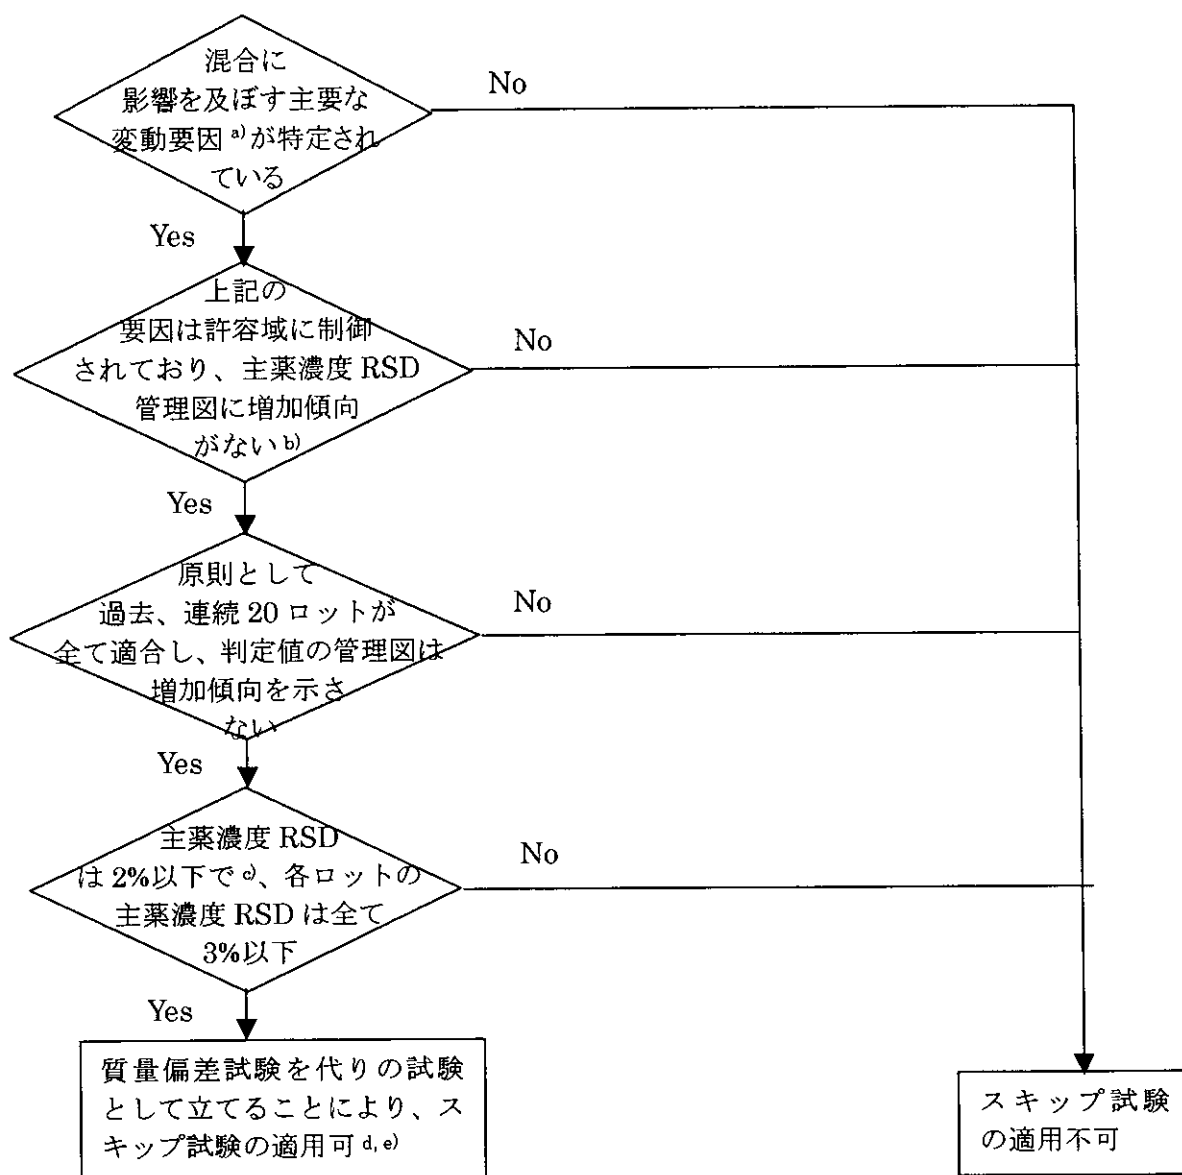 混合に
影響を及ぼす主要な
変動要因 a) が特定され
ている
No
Yes
上記の
要因は許容域に制御
されており、主薬濃度 RSD
管理図に増加傾向
がない b)
No
Yes
原則として
過去、連続 20 ロットが
全て適合し、判定値の管理図は
増加傾向を示さ
ない
No
Yes
主薬濃度 RSD
は 2%以下で c)、各ロットの
主薬濃度 RSD は全て
3%以下
No
Yes
質量偏差試験を代りの試験
として立てることにより、ス
キップ試験の適用可 d, e)
スキップ試験
の適用不可